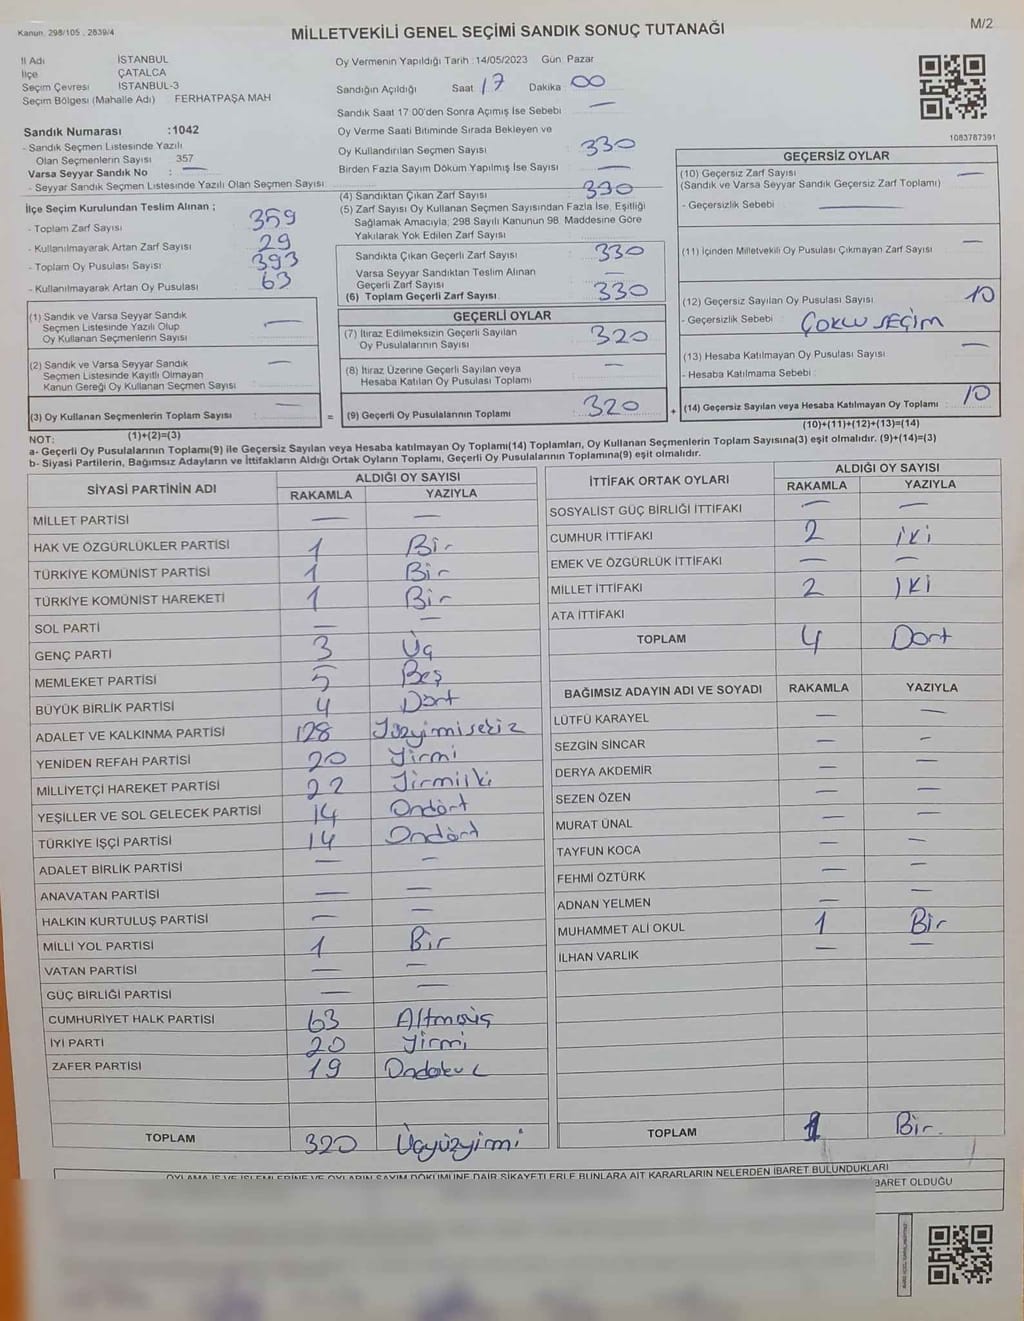 Kanun. 298/105 , 2839/4
MİLLETVEKİLİ GENEL SEÇİMİ SANDIK SONUÇ TUTANAĞI
M/2
İl Adı İSTANBUL
İlçe ÇATALCA
Seçim Çevresi İSTANBUL-3
Seçim Bölgesi (Mahalle Adı) FERHATPAŞA MAH
Sandık Numarası :1042
- Sandık Seçmen Listesinde Yazılı
Olan Seçmenlerin Sayısı 357
Varsa Seyyar Sandık No : —
- Seyyar Sandık Seçmen Listesinde Yazılı Olan Seçmen Sayısı
İlçe Seçim Kurulundan Teslim Alınan ;
- Toplam Zarf Sayısı 359
- Kullanılmayarak Artan Zarf Sayısı 29
- Toplam Oy Pusulası Sayısı 393
- Kullanılmayarak Artan Oy Pusulası 63
(1) Sandık ve Varsa Seyyar Sandık
Seçmen Listesinde Yazılı Olup
Oy Kullanan Seçmenlerin Sayısı —
(2) Sandık ve Varsa Seyyar Sandık
Seçmen Listesinde Kayıtlı Olmayan
Kanun Gereği Oy Kullanan Seçmen Sayısı —
(3) Oy Kullanan Seçmenlerin Toplam Sayısı —
(1)+(2)=(3)
Oy Vermenin Yapıldığı Tarih :14/05/2023 Gün: Pazar
Sandığın Açıldığı Saat 17 Dakika 00
Sandık Saat 17 00'den Sonra Açımış İse Sebebi —
Oy Verme Saati Bitiminde Sırada Bekleyen ve
Oy Kullandırılan Seçmen Sayısı 330
Birden Fazla Sayım Döküm Yapılmış İse Sayısı —
(4) Sandıktan Çıkan Zarf Sayısı 330
(5) Zarf Sayısı Oy Kullanan Seçmen Sayısından Fazla İse, Eşitliği
Sağlamak Amacıyla; 298 Sayılı Kanunun 98. Maddesine Göre
Yakılarak Yok Edilen Zarf Sayısı
Sandıkta Çıkan Geçerli Zarf Sayısı 330
Varsa Seyyar Sandıktan Teslim Alınan
Geçerli Zarf Sayısı —
(6) Toplam Geçerli Zarf Sayısı 330
GEÇERLİ OYLAR
(7) İtiraz Edilmeksizin Geçerli Sayılan
Oy Pusulalarının Sayısı 320
(8) İtiraz Üzerine Geçerli Sayılan veya
Hesaba Katılan Oy Pusulası Toplamı —
= (9) Geçerli Oy Pusulalarının Toplamı 320 +
1083787391
GEÇERSİZ OYLAR
(10) Geçersiz Zarf Sayısı —
(Sandık ve Varsa Seyyar Sandık Geçersiz Zarf Toplamı)
- Geçersizlik Sebebi —
(11) İçinden Milletvekili Oy Pusulası Çıkmayan Zarf Sayısı —
(12) Geçersiz Sayılan Oy Pusulası Sayısı 10
- Geçersizlik Sebebi ÇOKLU SEÇİM
(13) Hesaba Katılmayan Oy Pusulası Sayısı —
- Hesaba Katılmama Sebebi :
(14) Geçersiz Sayılan veya Hesaba Katılmayan Oy Toplamı 10
(10)+(11)+(12)+(13)=(14)
NOT:
a- Geçerli Oy Pusulalarının Toplamı(9) ile Geçersiz Sayılan veya Hesaba katılmayan Oy Toplamı(14) Toplamları, Oy Kullanan Seçmenlerin Toplam Sayısına(3) eşit olmalıdır. (9)+(14)=(3)
b- Siyasi Partilerin, Bağımsız Adayların ve İttifakların Aldığı Ortak Oyların Toplamı, Geçerli Oy Pusulalarının Toplamına(9) eşit olmalıdır.
SİYASİ PARTİNİN ADI ALDIĞI OY SAYISI
RAKAMLA YAZIYLA
MİLLET PARTİSİ — —
HAK VE ÖZGÜRLÜKLER PARTİSİ 1 Bir
TÜRKİYE KOMÜNİST PARTİSİ 1 Bir
TÜRKİYE KOMÜNİST HAREKETİ 1 Bir
SOL PARTİ — —
GENÇ PARTİ 3 Üç
MEMLEKET PARTİSİ 5 Beş
BÜYÜK BİRLİK PARTİSİ 4 Dört
ADALET VE KALKINMA PARTİSİ 128 Yüzyimisekiz
YENİDEN REFAH PARTİSİ 20 Yirmi
MİLLİYETÇİ HAREKET PARTİSİ 22 Yirmiiki
YEŞİLLER VE SOL GELECEK PARTİSİ 14 Ondört
TÜRKİYE İŞÇİ PARTİSİ 14 Ondört
ADALET BİRLİK PARTİSİ — —
ANAVATAN PARTİSİ — —
HALKIN KURTULUŞ PARTİSİ — —
MİLLİ YOL PARTİSİ 1 Bir
VATAN PARTİSİ — —
GÜÇ BİRLİĞİ PARTİSİ — —
CUMHURİYET HALK PARTİSİ 63 Altmışüç
İYİ PARTİ 20 Yirmi
ZAFER PARTİSİ 19 Ondokuz
TOPLAM 320 Üçyüzyirmi
İTTİFAK ORTAK OYLARI ALDIĞI OY SAYISI
RAKAMLA YAZIYLA
SOSYALİST GÜÇ BİRLİĞİ İTTİFAKI — —
CUMHUR İTTİFAKI 2 iki
EMEK VE ÖZGÜRLÜK İTTİFAKI — —
MİLLET İTTİFAKI 2 İki
ATA İTTİFAKI
TOPLAM 4 Dort
BAĞIMSIZ ADAYIN ADI VE SOYADI RAKAMLA YAZIYLA
LÜTFÜ KARAYEL — —
SEZGİN SİNCAR — —
DERYA AKDEMİR — —
SEZEN ÖZEN — —
MURAT ÜNAL — —
TAYFUN KOCA — —
FEHMİ ÖZTÜRK — —
ADNAN YELMEN — —
MUHAMMET ALİ OKUL 1 Bir
İLHAN VARLIK — —
TOPLAM 1 Bir.
OYLAMA İŞ VE İŞLEMLERİNE VE OYLARIN SAYIM DÖKÜMÜNE DAİR ŞİKAYETLERLE BUNLARA AİT KARARLARIN NELERDEN İBARET BULUNDUKLARI
BARET OLDUĞU